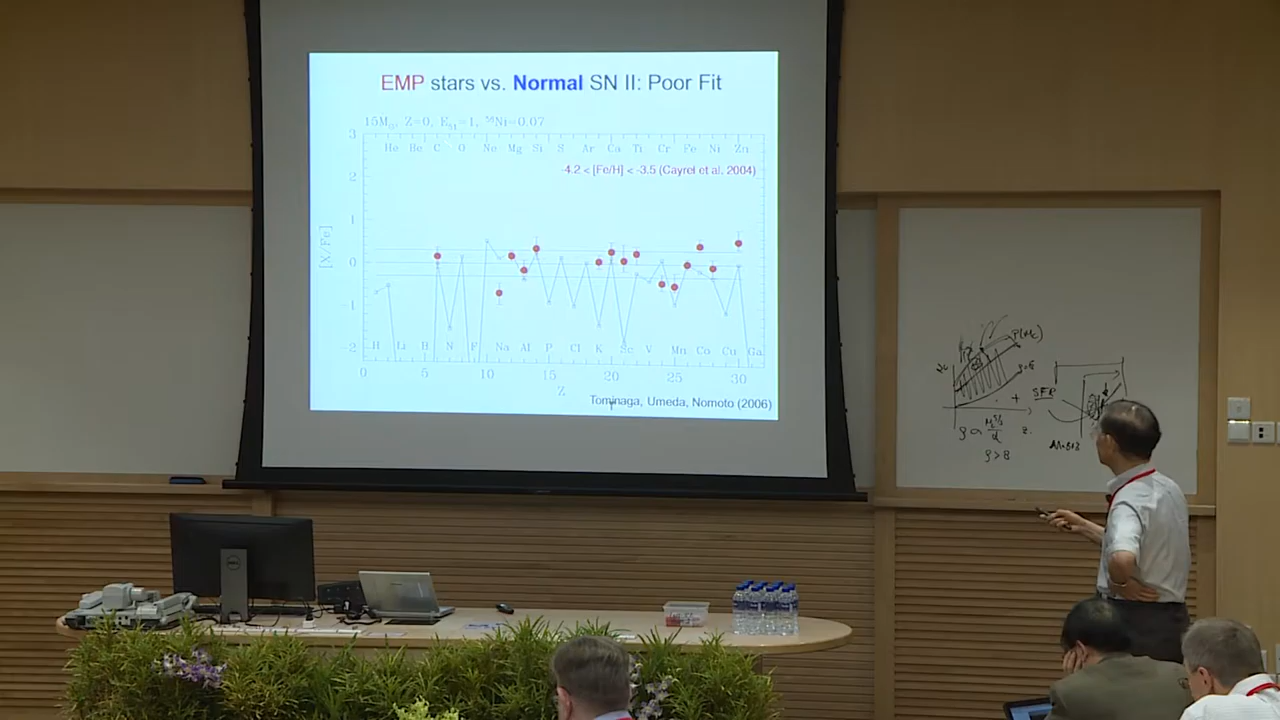 EMP stars vs. Normal SN II: Poor Fit
15M☉, Z=0, E51=1, 56Ni=0.07
3
He Be C O Ne Mg Si S Ar Ca Ti Cr Fe Ni Zn
-4.2 < [Fe/H] < -3.5 (Cayrel et al. 2004)
2
1
[X/Fe]
0
-1
-2
H Li B N F Na Al P Cl K Sc V Mn Co Cu Ga
0 5 10 15 20 25 30
Z
Tominaga, Umeda, Nomoto (2006)
SFR
ρ>B
DELL